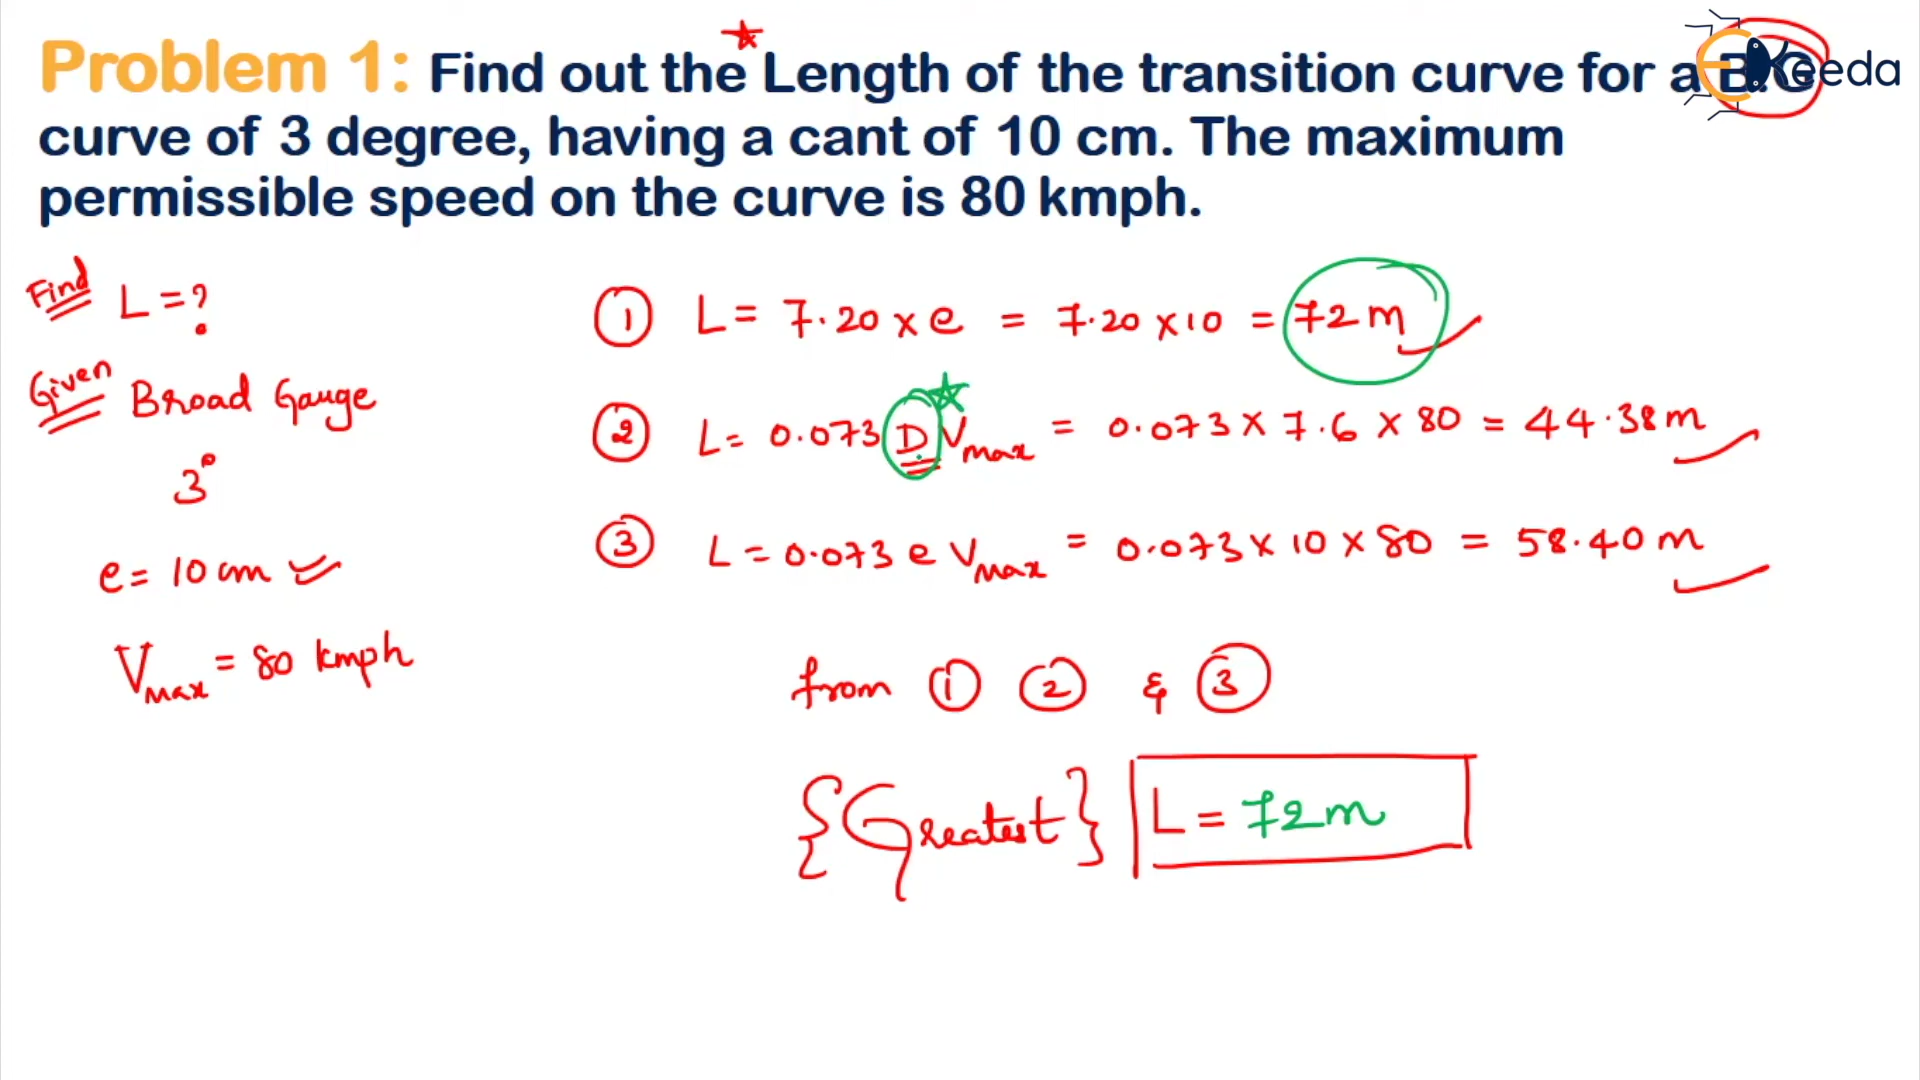 Problem 1: Find out the Length of the transition curve for a B.G
Keeda
curve of 3 degree, having a cant of 10 cm. The maximum
permissible speed on the curve is 80 kmph.
Find L = ?
Given Broad Gauge
3°
e = 10 cm
Vmax = 80 kmph
① L = 7.20 x e = 7.20 x 10 = 72 m
② L = 0.073 D Vmax = 0.073 x 7.6 x 80 = 44.38 m
③ L = 0.073 e Vmax = 0.073 x 10 x 80 = 58.40 m
from ① ② & ③
{Greatest} L = 72 m